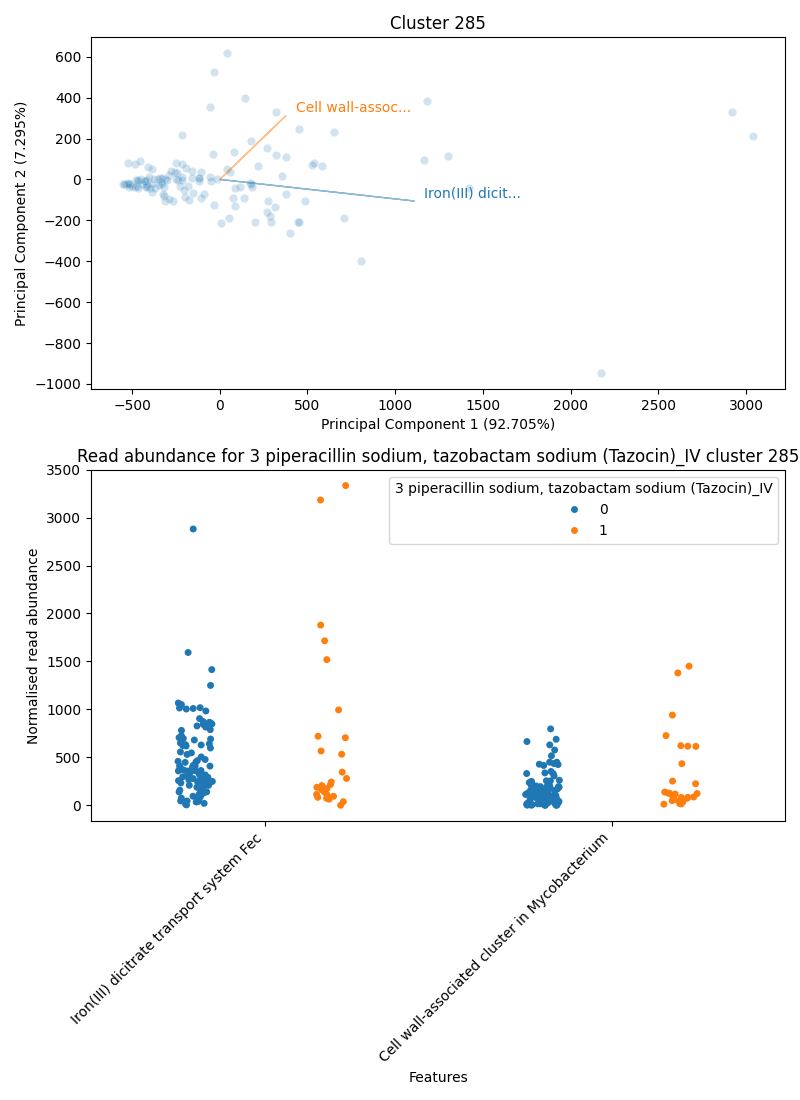 Cluster 285
600
400
200
0
−200
−400
−600
−800
−1000
Principal Component 2 (7.295%)
Cell wall-assoc...
Iron(III) dicit...
−500
0
500
1000
1500
2000
2500
3000
Principal Component 1 (92.705%)
Read abundance for 3 piperacillin sodium, tazobactam sodium (Tazocin)_IV cluster 285
3500
3000
2500
2000
1500
1000
500
0
Normalised read abundance
3 piperacillin sodium, tazobactam sodium (Tazocin)_IV
0
1
Iron(III) dicitrate transport system Fec
Cell wall-associated cluster in Mycobacterium
Features